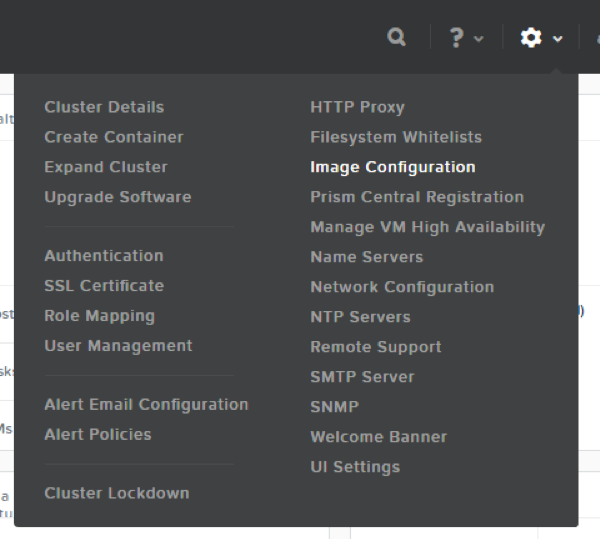 Cluster Details
Create Container
Expand Cluster
Upgrade Software
Authentication
SSL Certificate
Role Mapping
User Management
Alert Email Configuration
Alert Policies
Cluster Lockdown
HTTP Proxy
Filesystem Whitelists
Image Configuration
Prism Central Registration
Manage VM High Availability
Name Servers
Network Configuration
NTP Servers
Remote Support
SMTP Server
SNMP
Welcome Banner
UI Settings